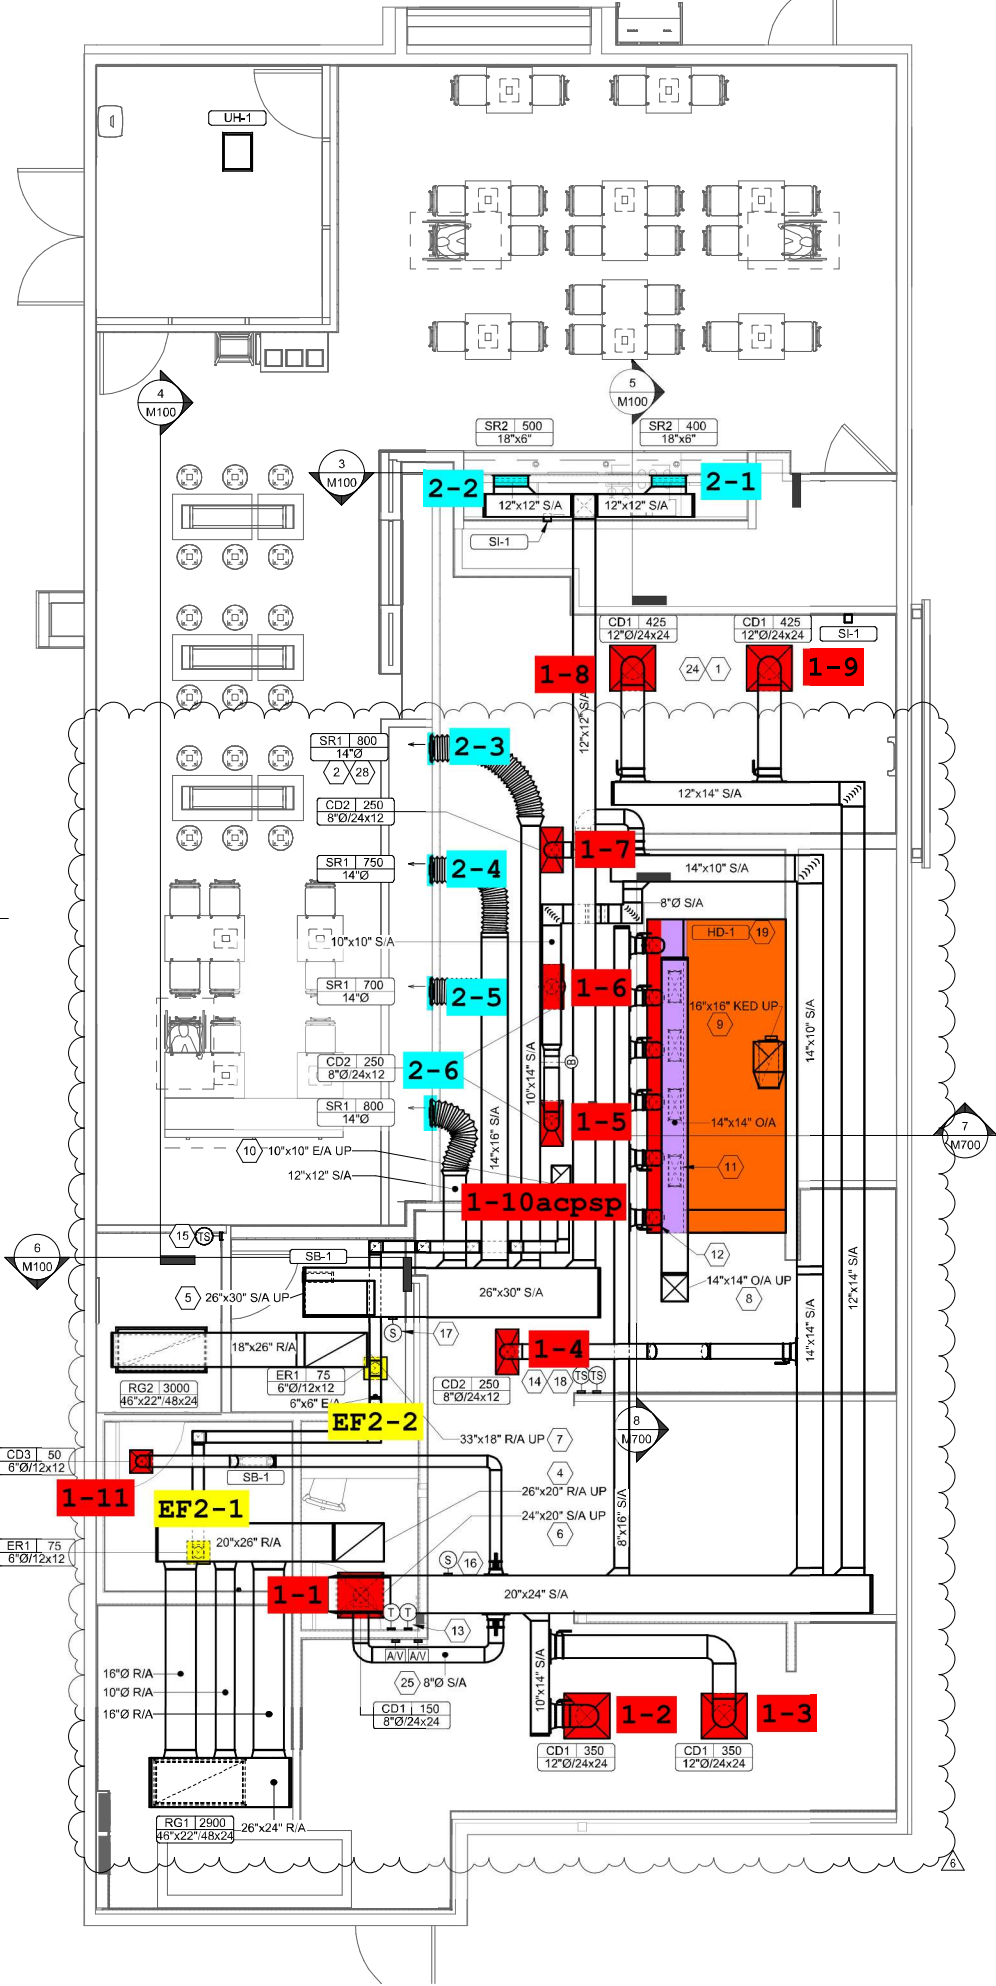 UH-1
4
M100
5
M100
SR2 500
18"x6"
SR2 400
18"x6"
3
M100
2-2
2-1
12"x12" S/A
12"x12" S/A
SI-1
CD1 425
12"Ø/24x24
CD1 425
12"Ø/24x24
SI-1
1-8
24
1
1-9
12"x12" S/A
SR1 800
14"Ø
2-3
2
28
12"x14" S/A
CD2 250
8"Ø/24x12
1-7
SR1 750
14"Ø
2-4
14"x10" S/A
8"Ø S/A
10"x10" S/A
HD-1
19
SR1 700
14"Ø
2-5
1-6
16"x16" KED UP
9
14"x10" S/A
CD2 250
8"Ø/24x12
2-6
10"x14" S/A
B
SR1 800
14"Ø
1-5
14"x14" O/A
7
M700
14"x16" S/A
10
10"x10" E/A UP
11
12"x12" S/A
1-10acpsp
15
TS
6
M100
SB-1
12
14"x14" O/A UP
8
5
26"x30" S/A UP
26"x30" S/A
12"x14" S/A
14"x14" S/A
S
17
18"x26" R/A
1-4
ER1 75
6"Ø/12x12
RG2 3000
46"x22"/48x24
CD2 250
8"Ø/24x12
14
18
TS
TS
6"x6" E/A
EF2-2
8
M700
33"x18" R/A UP
7
CD3 50
6"Ø/12x12
SB-1
4
1-11
EF2-1
26"x20" R/A UP
24"x20" S/A UP
6
8"x16" S/A
ER1 75
6"Ø/12x12
20"x26" R/A
S
16
1-1
20"x24" S/A
T
T
13
A/V
A/V
25
8"Ø S/A
16"Ø R/A
10"Ø R/A
16"Ø R/A
10"x14" S/A
CD1 150
8"Ø/24x24
1-2
1-3
CD1 350
12"Ø/24x24
CD1 350
12"Ø/24x24
RG1 2900
46"x22"/48x24
26"x24" R/A
6